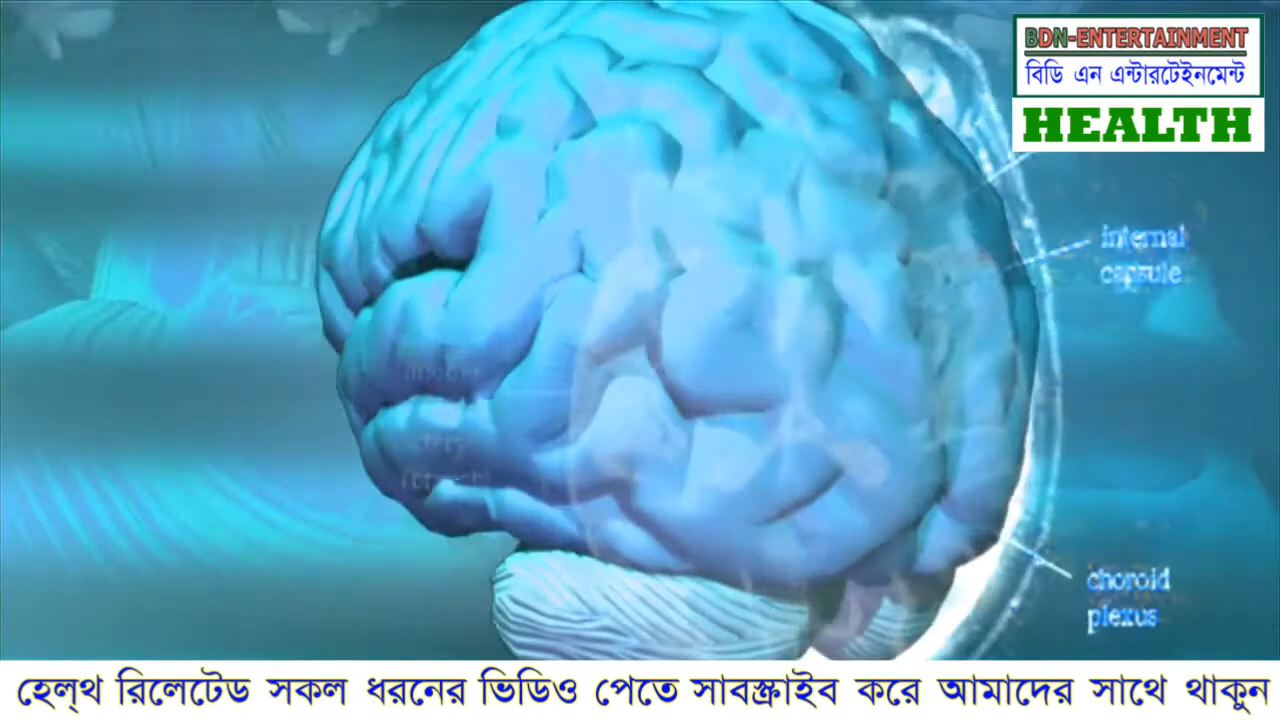 BDN-ENTERTAINMENT
বিডি এন এন্টারটেইনমেন্ট
HEALTH
internal
capsule
choroid
plexus
হেল্থ রিলেটেড সকল ধরনের ভিডিও পেতে সাবস্ক্রাইব করে আমাদের সাথে থাকুন